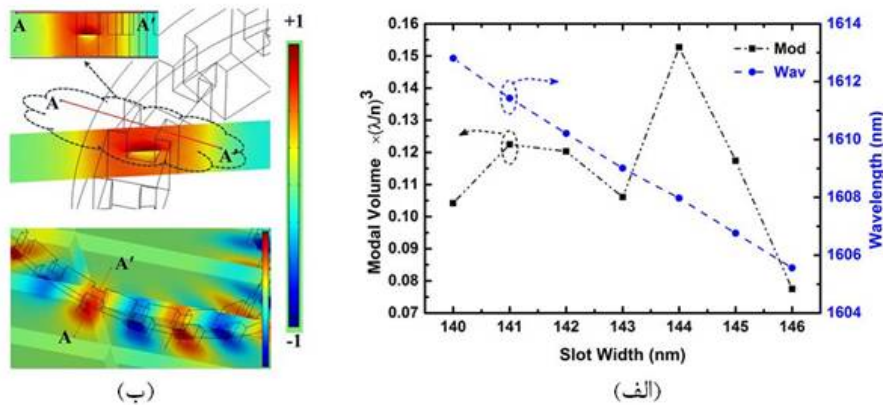 A A′
+1
A
A′
A′
A
-1
(ب)
0.16
0.15
0.14
0.13
0.12
0.11
0.10
0.09
0.08
0.07
Modal Volume ×(λ/n)³
Mod
Wav
1614
1612
1610
1608
1606
1604
Wavelength (nm)
140 141 142 143 144 145 146
Slot Width (nm)
(الف)